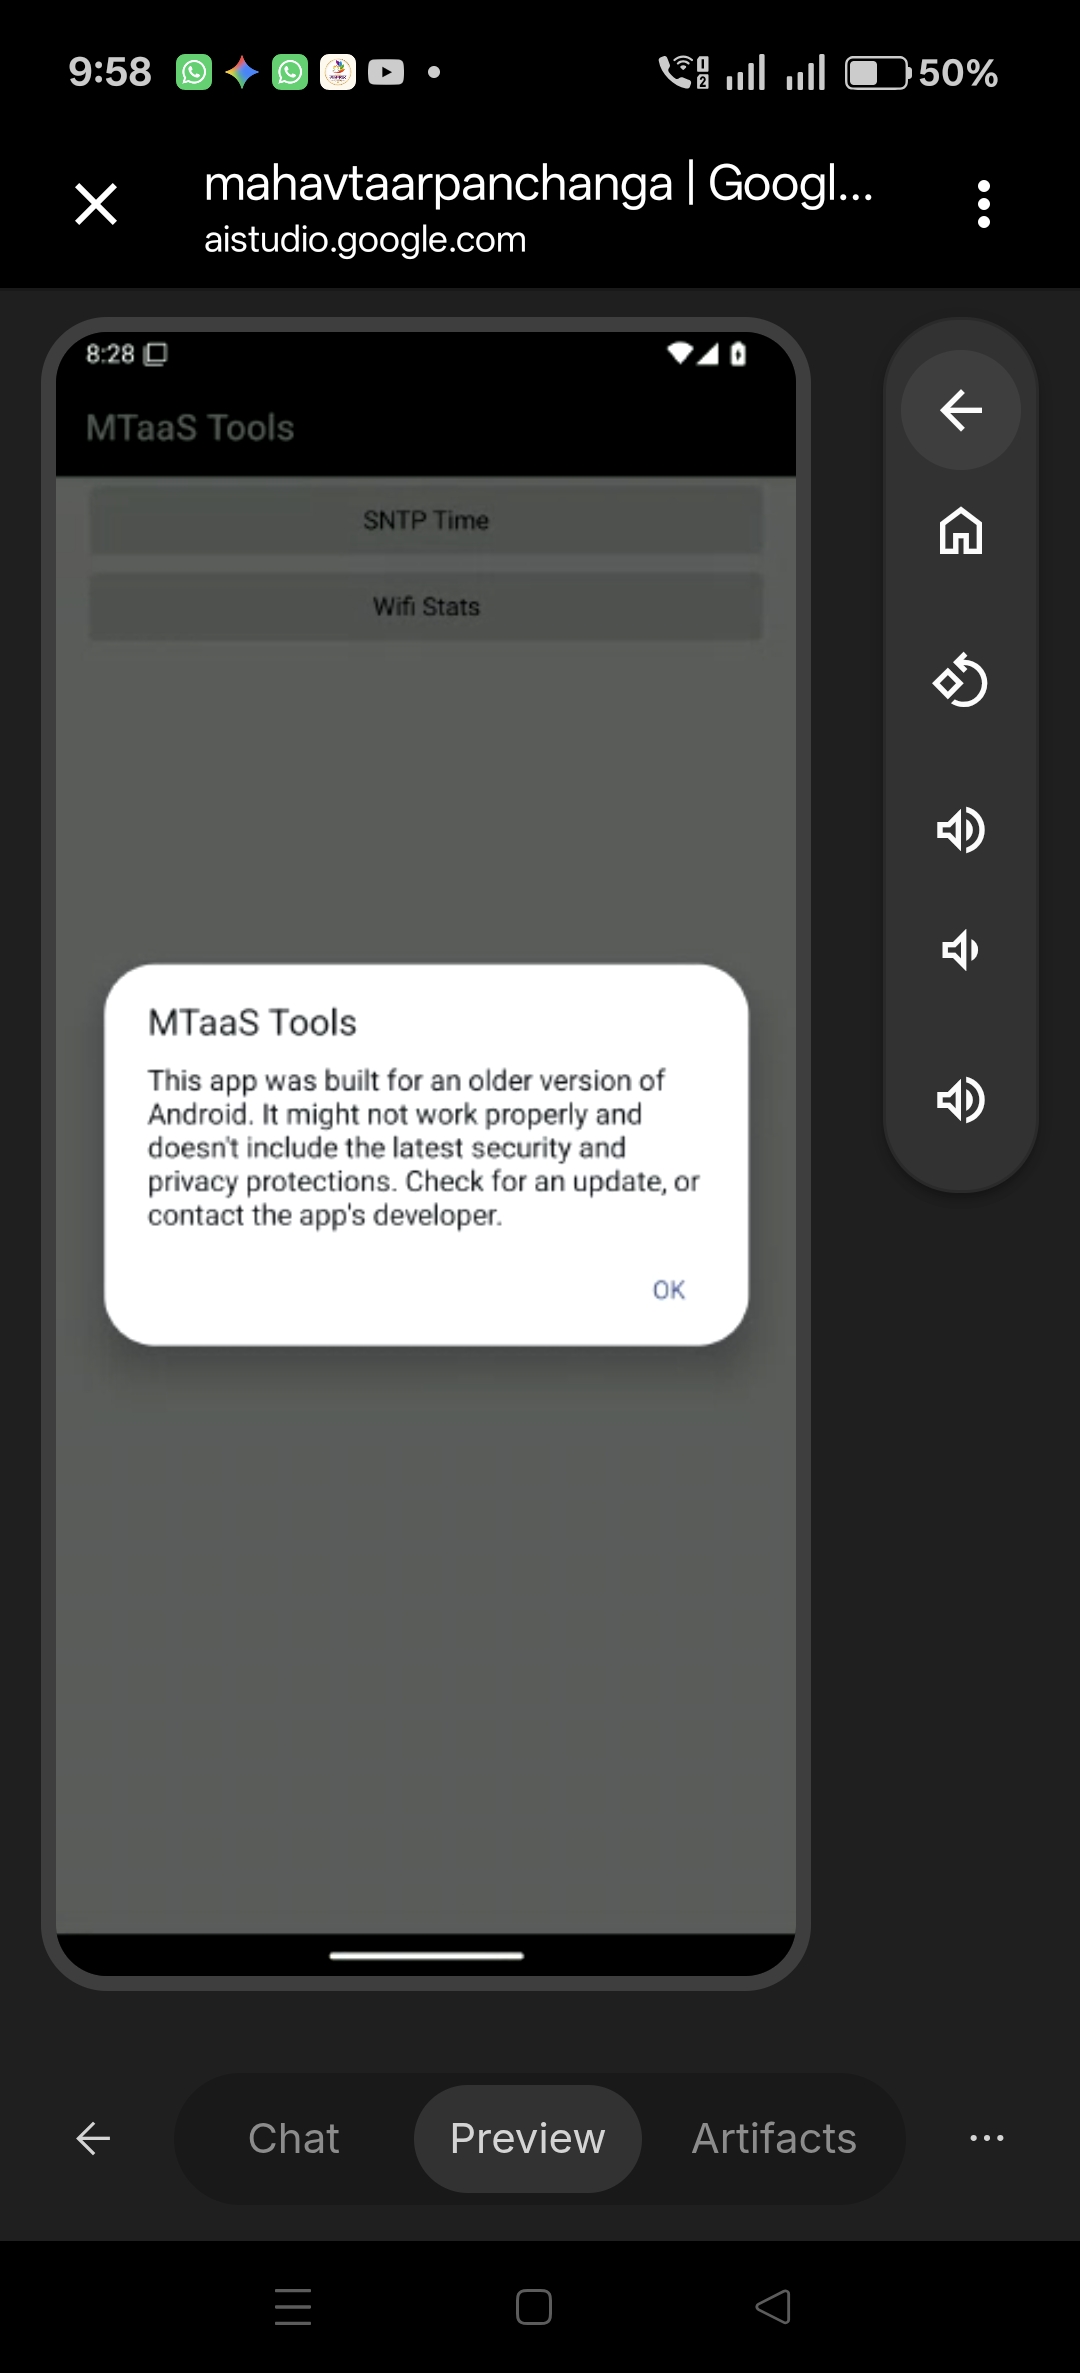 9:58
50%
mahavtaarpanchanga | Googl...
aistudio.google.com
8:28
MTaaS Tools
SNTP Time
Wifi Stats
MTaaS Tools
This app was built for an older version of
Android. It might not work properly and
doesn't include the latest security and
privacy protections. Check for an update, or
contact the app's developer.
OK
Chat
Preview
Artifacts